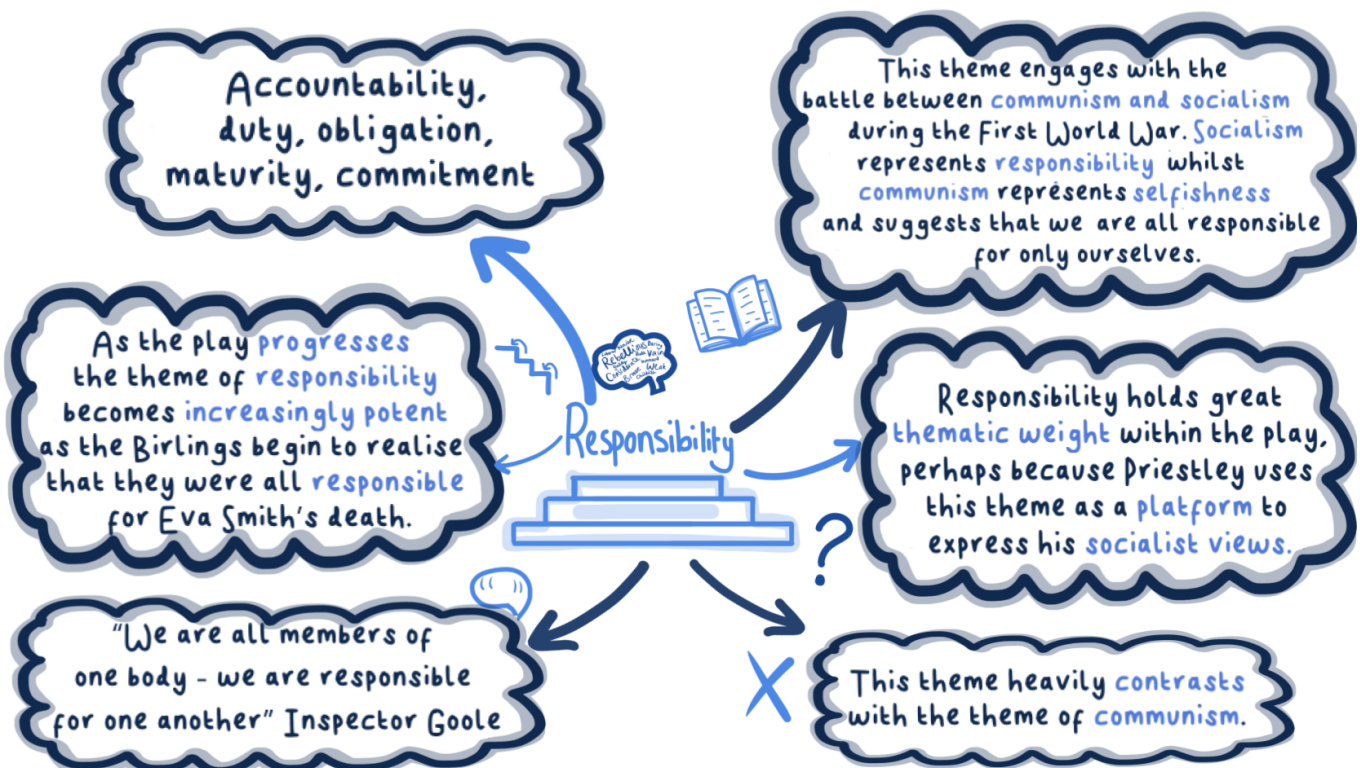 Accountability,
duty, obligation,
maturity, commitment
This theme engages with the
battle between communism and socialism
during the First World War. Socialism
represents responsibility whilst
communism represents selfishness
and suggests that we are all responsible
for only ourselves.
As the play progresses
the theme of responsibility
becomes increasingly potent
as the Birlings begin to realise
that they were all responsible
for Eva Smith's death.
Responsibility
Responsibility holds great
thematic weight within the play,
perhaps because Priestley uses
this theme as a platform to
express his socialist views.
?
"We are all members of
one body - we are responsible
for one another" Inspector Goole
This theme heavily contrasts
with the theme of communism.